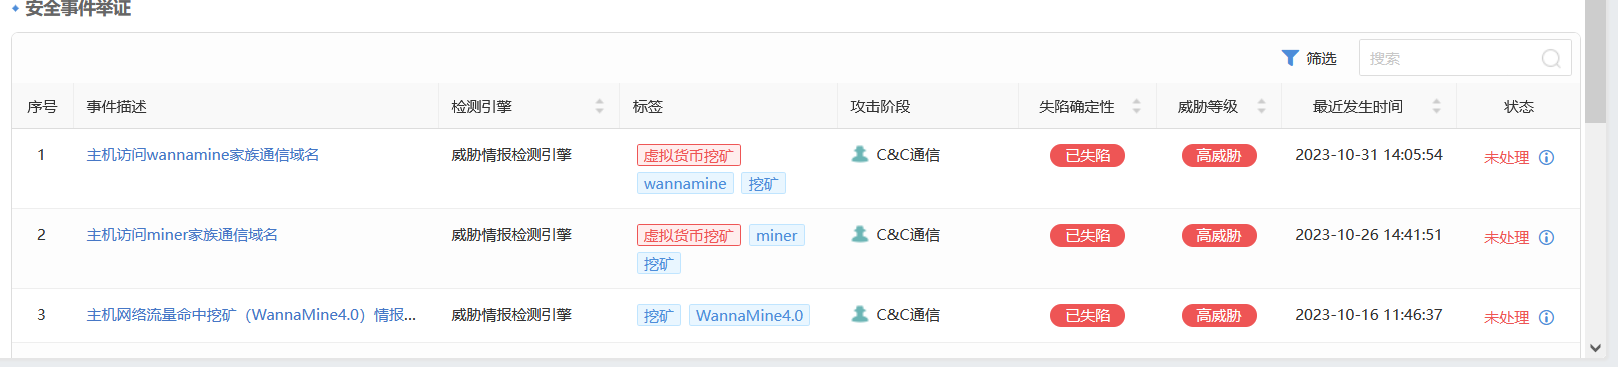 安全事件举证
筛选 搜索
序号 事件描述 检测引擎 标签 攻击阶段 失陷确定性 威胁等级 最近发生时间 状态
1 主机访问wannamine家族通信域名 威胁情报检测引擎 虚拟货币挖矿 C&C通信 已失陷 高威胁 2023-10-31 14:05:54 未处理
wannamine 挖矿
2 主机访问miner家族通信域名 威胁情报检测引擎 虚拟货币挖矿 miner C&C通信 已失陷 高威胁 2023-10-26 14:41:51 未处理
挖矿
3 主机网络流量命中挖矿（WannaMine4.0）情报... 威胁情报检测引擎 挖矿 WannaMine4.0 C&C通信 已失陷 高威胁 2023-10-16 11:46:37 未处理